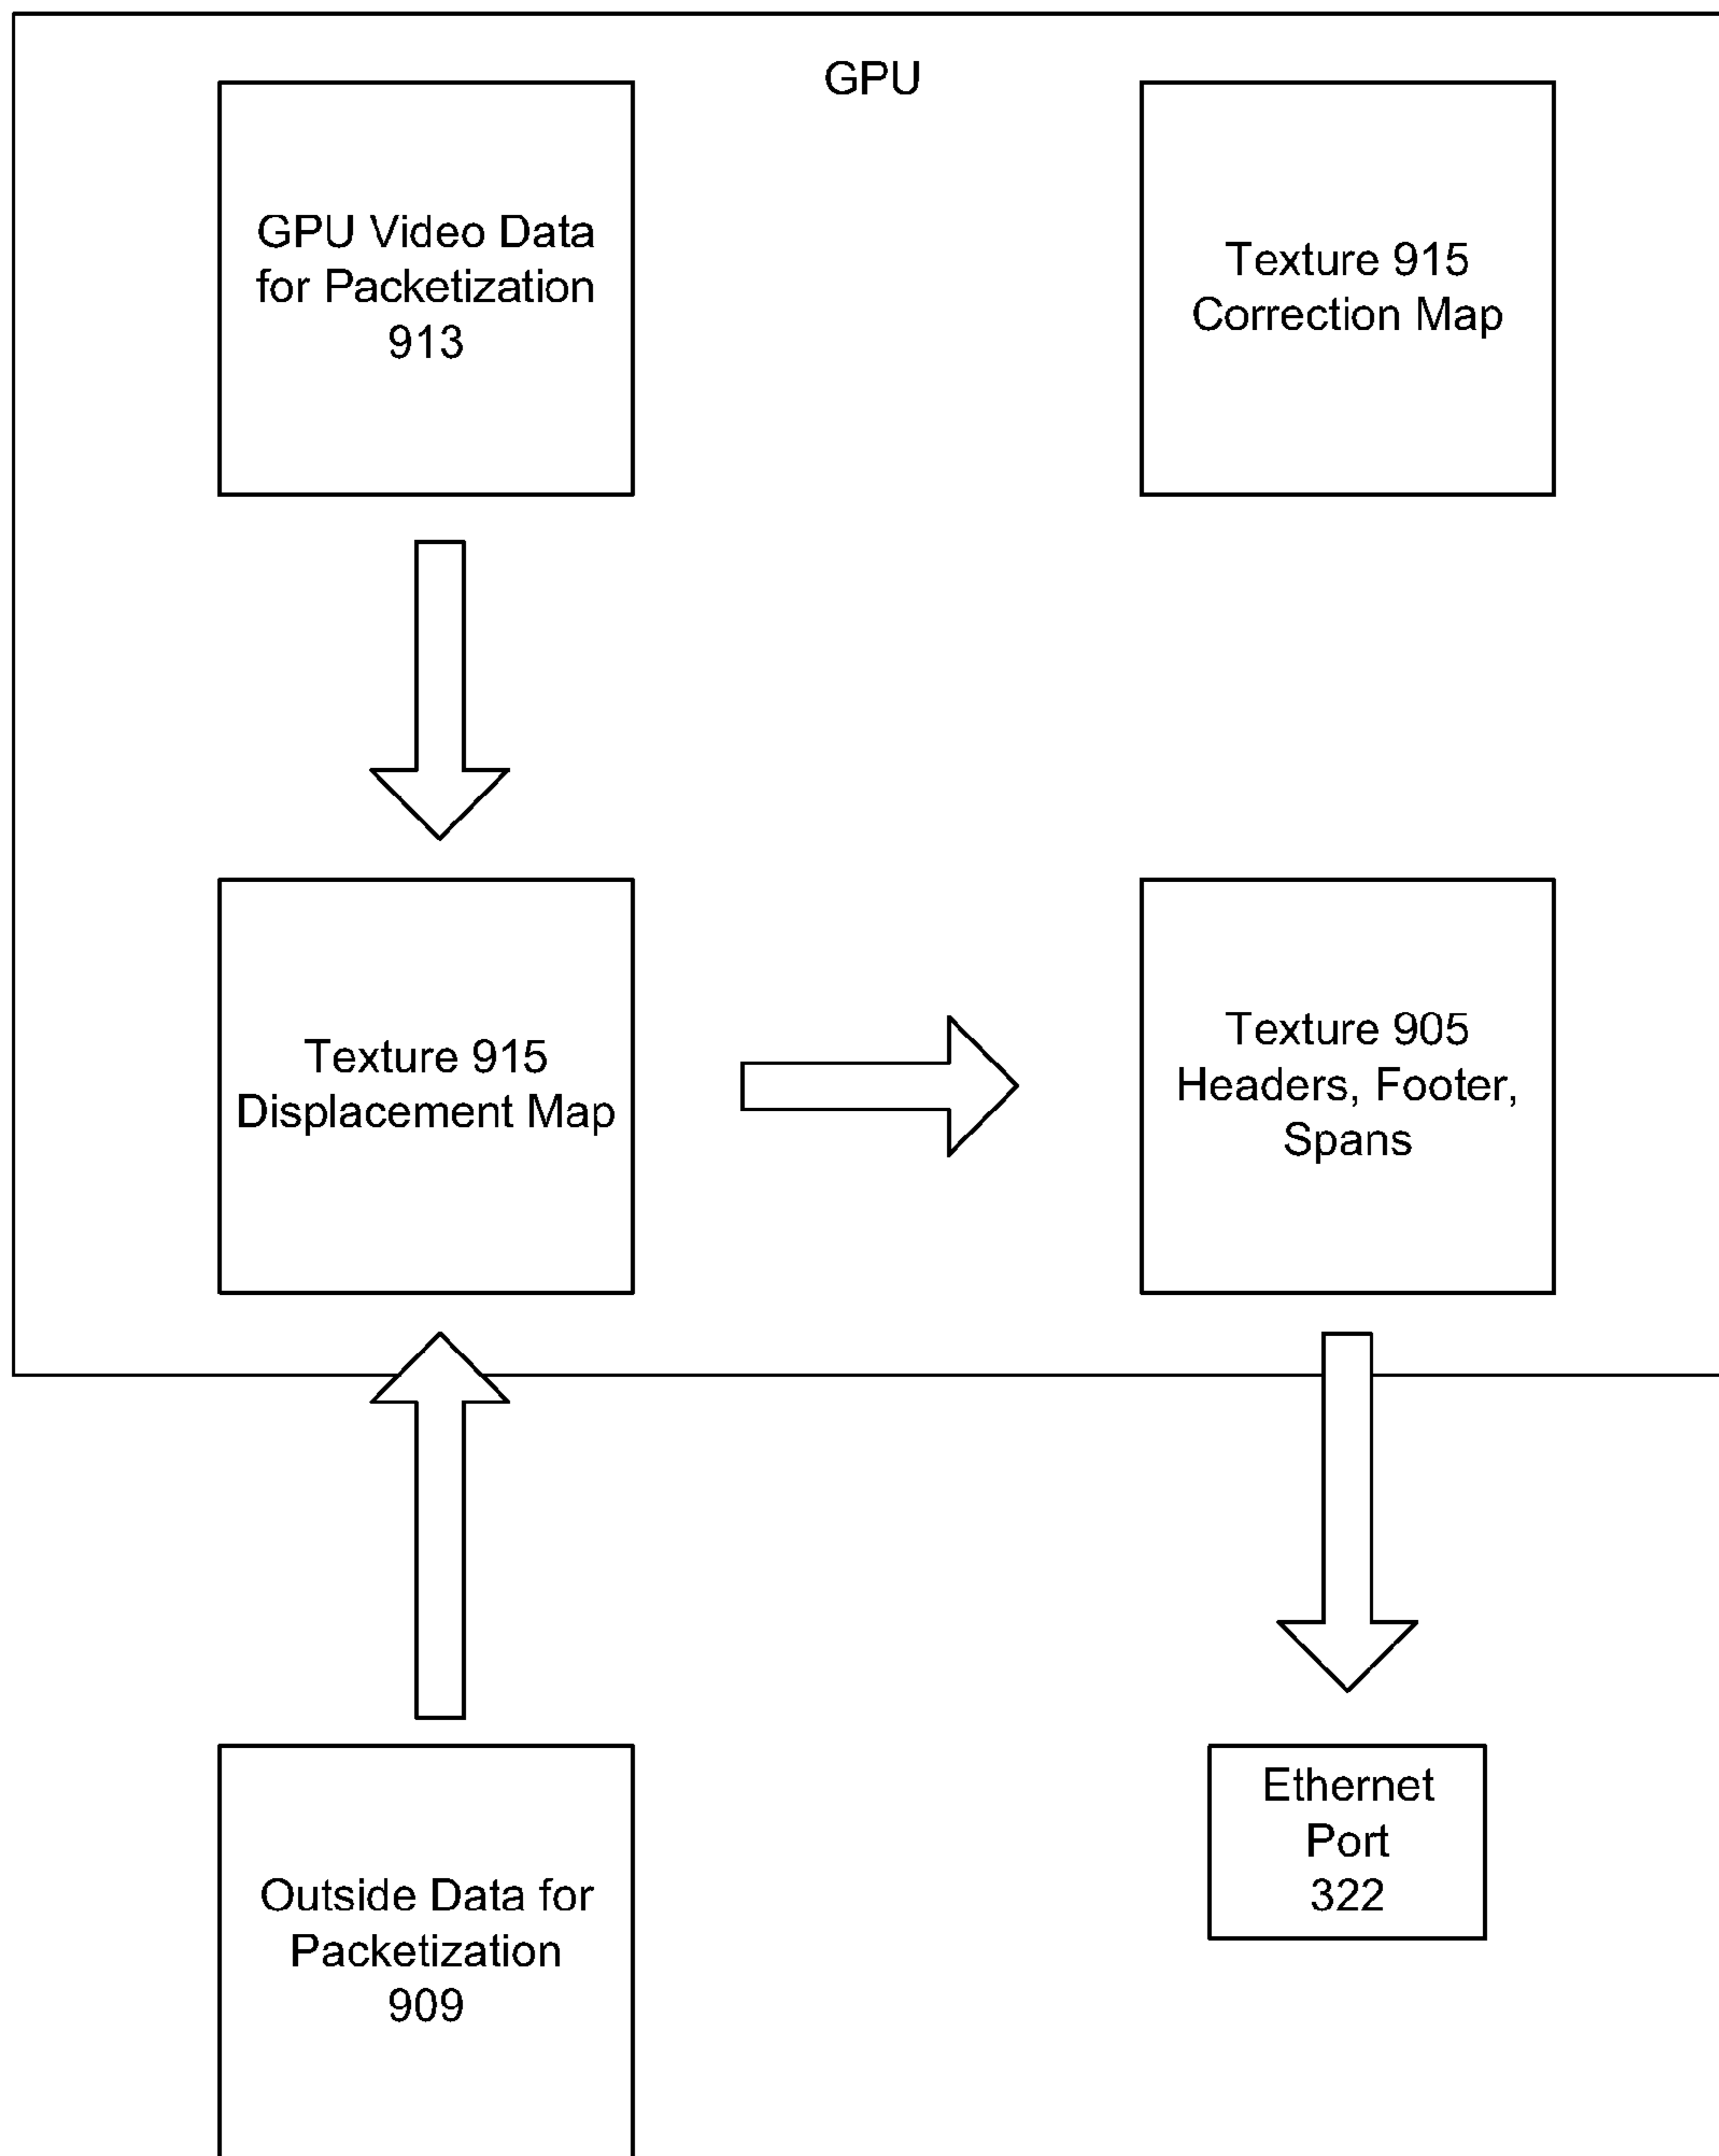 GPU
GPU Video Data
for Packetization
913
Texture 915
Correction Map
Texture 915
Displacement Map
Texture 905
Headers, Footer,
Spans
Outside Data for
Packetization
909
Ethernet
Port
322